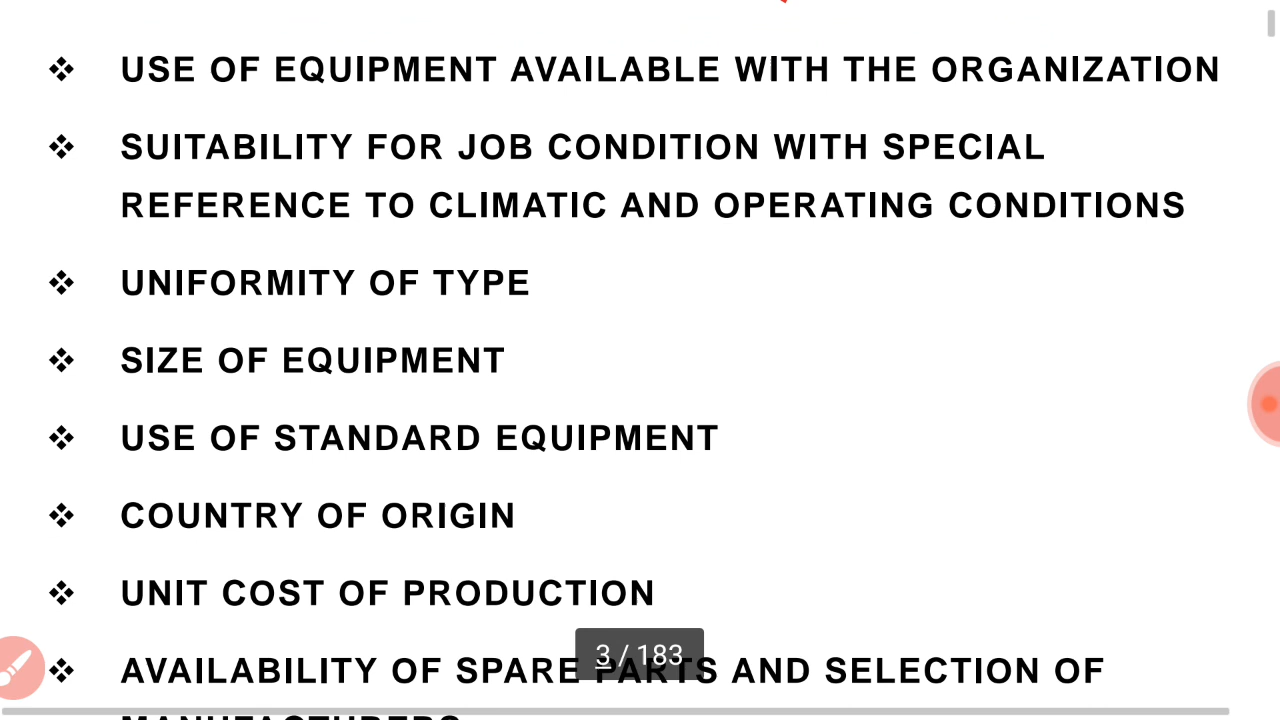 ❖ USE OF EQUIPMENT AVAILABLE WITH THE ORGANIZATION
❖ SUITABILITY FOR JOB CONDITION WITH SPECIAL
REFERENCE TO CLIMATIC AND OPERATING CONDITIONS
❖ UNIFORMITY OF TYPE
❖ SIZE OF EQUIPMENT
❖ USE OF STANDARD EQUIPMENT
❖ COUNTRY OF ORIGIN
❖ UNIT COST OF PRODUCTION
3 / 183
❖ AVAILABILITY OF SPARE PARTS AND SELECTION OF
MANUFACTURERS